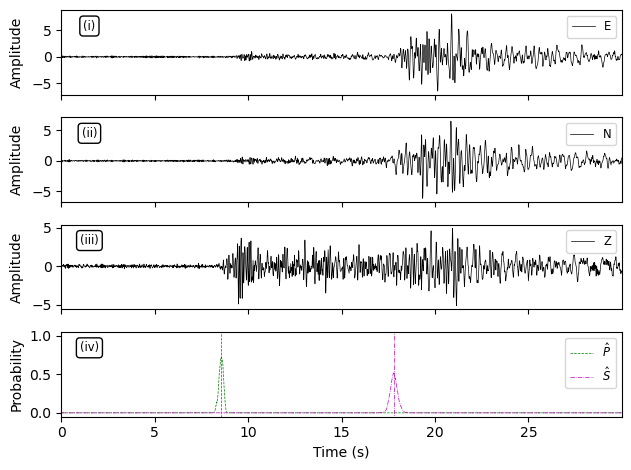 (i)
E
Amplitude
5
0
−5
(ii)
N
Amplitude
5
0
−5
(iii)
Z
Amplitude
5
0
−5
(iv)
P̂
Ŝ
Probability
1.0
0.5
0.0
0 5 10 15 20 25
Time (s)